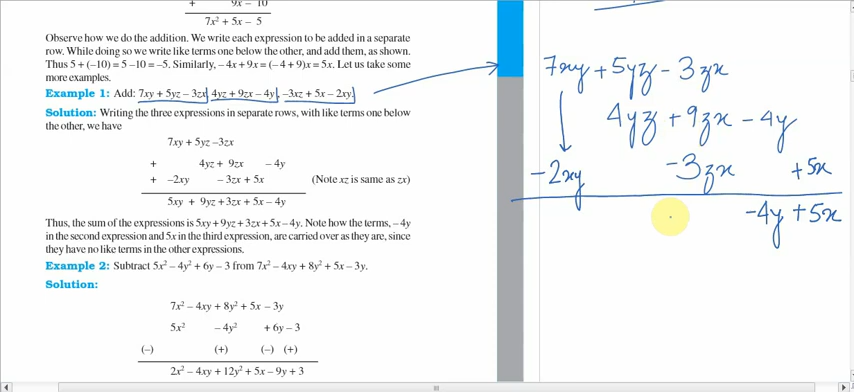 + 9x – 10
7x² + 5x – 5
Observe how we do the addition. We write each expression to be added in a separate
row. While doing so we write like terms one below the other, and add them, as shown.
Thus 5 + (–10) = 5 –10 = –5. Similarly, – 4x + 9x = (– 4 + 9)x = 5x. Let us take some
more examples.
Example 1: Add: 7xy + 5yz – 3zx, 4yz + 9zx – 4y, –3xz + 5x – 2xy.
Solution: Writing the three expressions in separate rows, with like terms one below
the other, we have
7xy + 5yz –3zx
+ 4yz + 9zx – 4y
+ –2xy – 3zx + 5x (Note xz is same as zx)
5xy + 9yz +3zx + 5x – 4y
Thus, the sum of the expressions is 5xy + 9yz + 3zx + 5x – 4y. Note how the terms, – 4y
in the second expression and 5x in the third expression, are carried over as they are, since
they have no like terms in the other expressions.
Example 2: Subtract 5x² – 4y² + 6y – 3 from 7x² – 4xy + 8y² + 5x – 3y.
Solution:
7x² – 4xy + 8y² + 5x – 3y
5x² – 4y² + 6y – 3
(–) (+) (–) (+)
2x² – 4xy + 12y² + 5x – 9y + 3
7xy + 5yz - 3zx
4yz + 9zx - 4y
- 2xy - 3zx + 5x
-4y + 5x